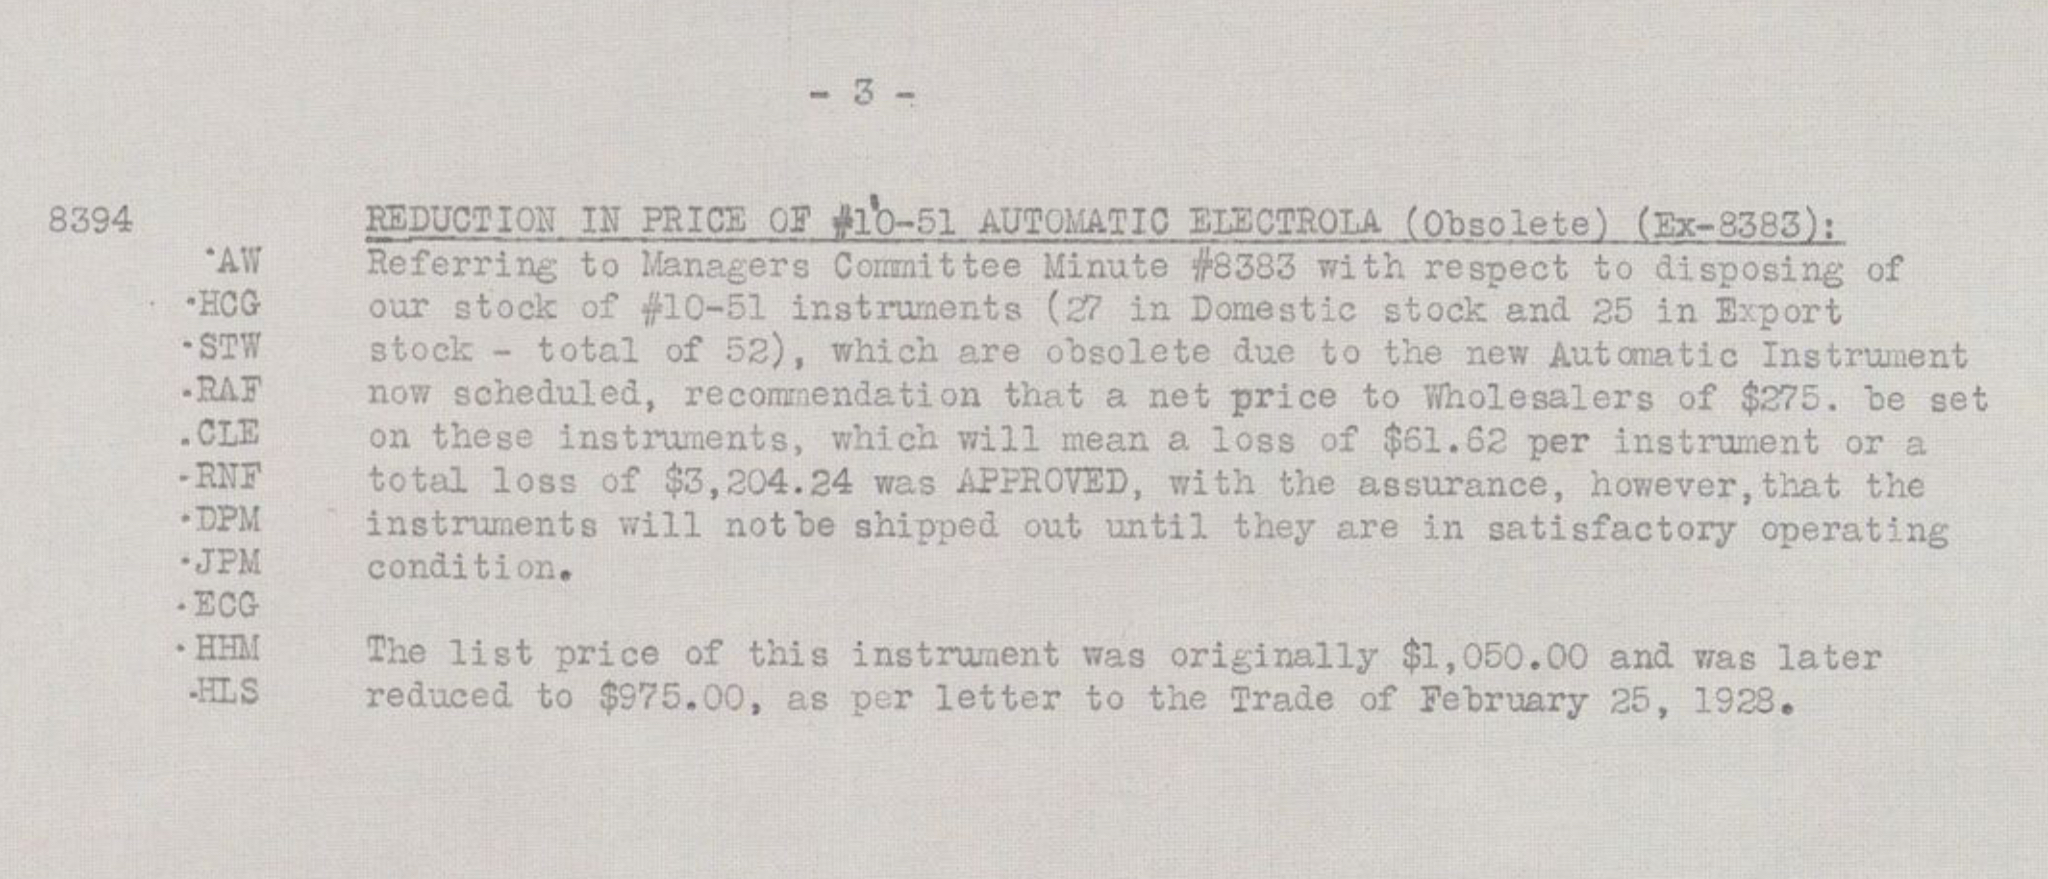 - 3 -
8394 REDUCTION IN PRICE OF #10-51 AUTOMATIC ELECTROLA (Obsolete) (Ex-8383):
·AW Referring to Managers Committee Minute #8383 with respect to disposing of
·HCG our stock of #10-51 instruments (27 in Domestic stock and 25 in Export
·STW stock - total of 52), which are obsolete due to the new Automatic Instrument
·RAF now scheduled, recommendation that a net price to Wholesalers of $275. be set
.CLE on these instruments, which will mean a loss of $61.62 per instrument or a
-RNF total loss of $3,204.24 was APPROVED, with the assurance, however,that the
·DPM instruments will not be shipped out until they are in satisfactory operating
·JPM condition.
·ECG
·HHM The list price of this instrument was originally $1,050.00 and was later
·HLS reduced to $975.00, as per letter to the Trade of February 25, 1928.